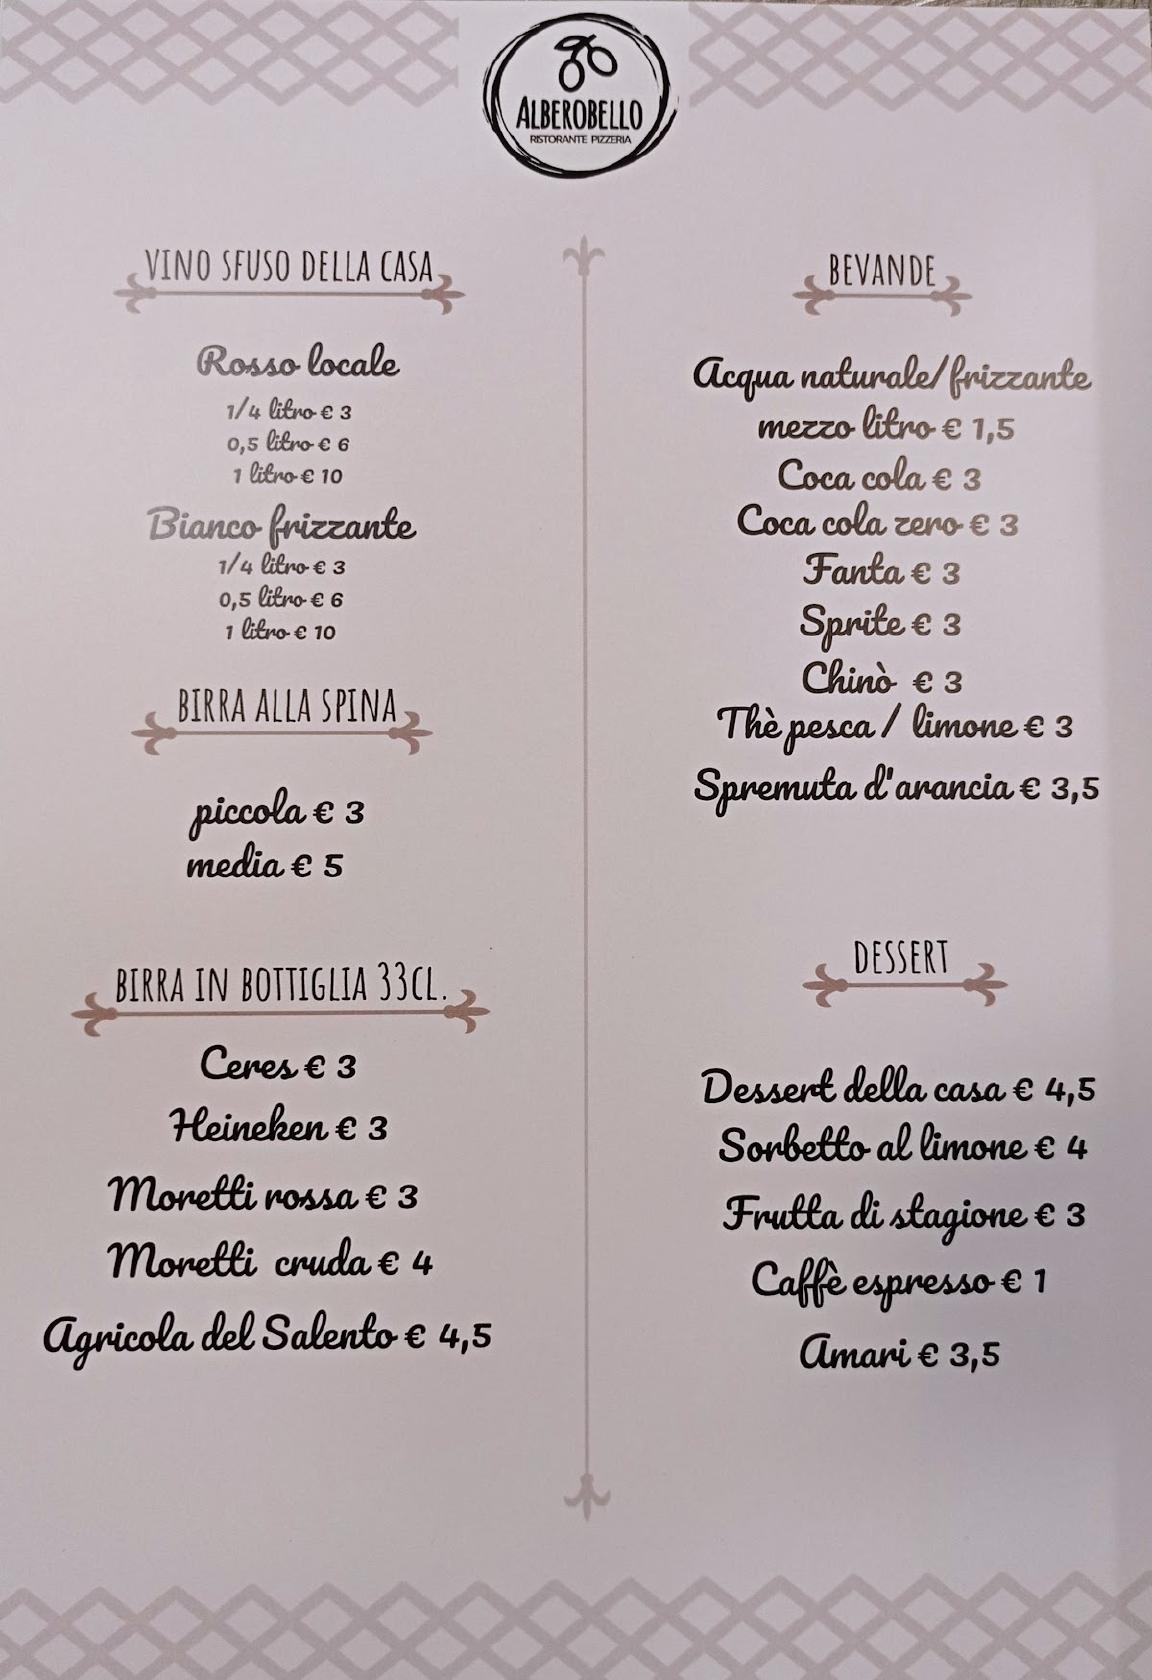 ALBEROBELLO
RISTORANTE PIZZERIA
VINO SFUSO DELLA CASA
Rosso locale
1/4 litro € 3
0,5 litro € 6
1 litro € 10
Bianco frizzante
1/4 litro € 3
0,5 litro € 6
1 litro € 10
BIRRA ALLA SPINA
piccola € 3
media € 5
BIRRA IN BOTTIGLIA 33CL.
Ceres € 3
Heineken € 3
Moretti rossa € 3
Moretti cruda € 4
Agricola del Salento € 4,5
BEVANDE
Acqua naturale/frizzante
mezzo litro € 1,5
Coca cola € 3
Coca cola zero € 3
Fanta € 3
Sprite € 3
Chinò € 3
Thè pesca / limone € 3
Spremuta d'arancia € 3,5
DESSERT
Dessert della casa € 4,5
Sorbetto al limone € 4
Frutta di stagione € 3
Caffè espresso € 1
Amari € 3,5